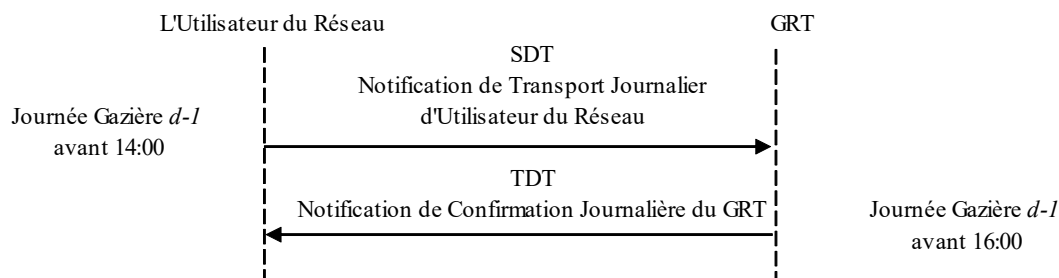 L'Utilisateur du Réseau
GRT
SDT
Notification de Transport Journalier
d'Utilisateur du Réseau
Journée Gazière d-1
avant 14:00
TDT
Notification de Confirmation Journalière du GRT
Journée Gazière d-1
avant 16:00